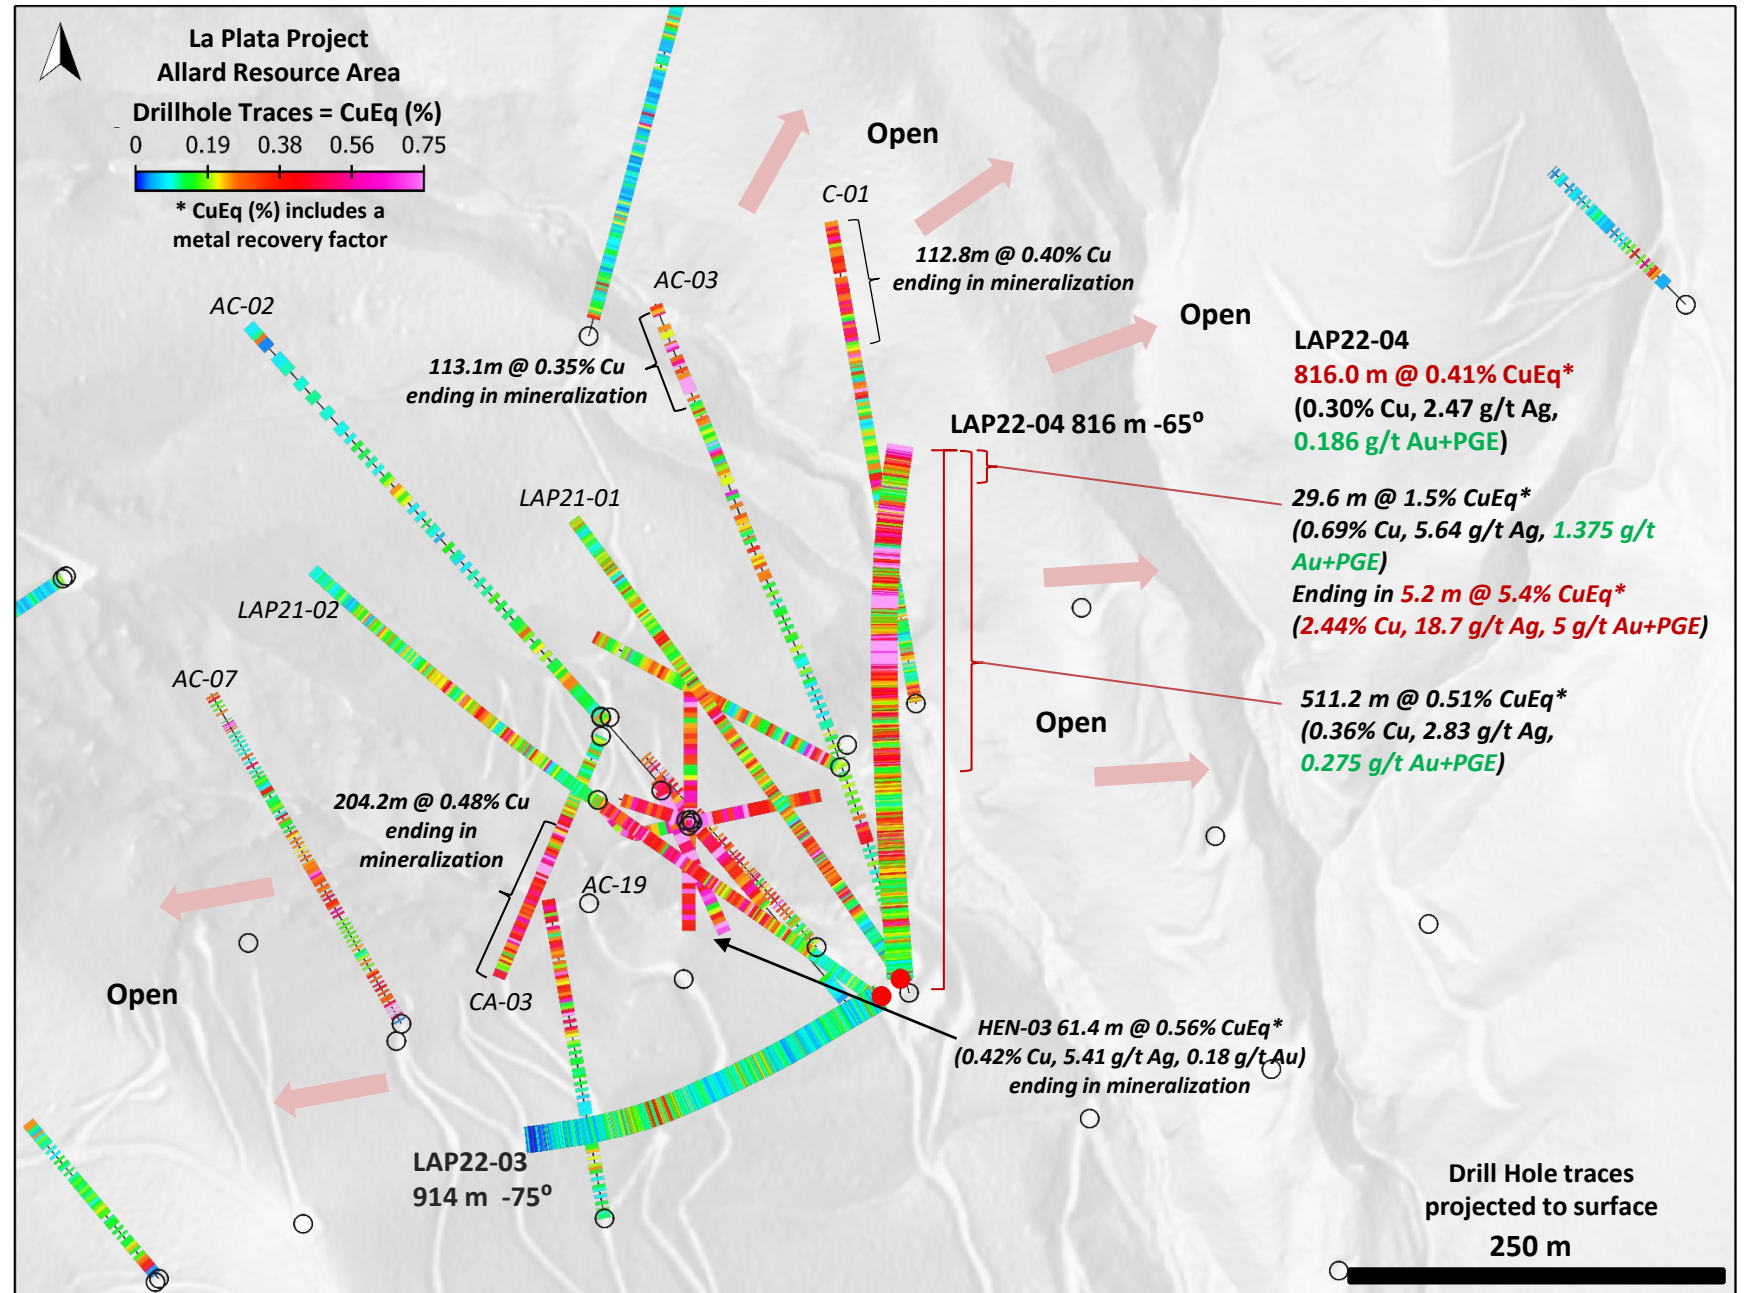 La Plata Project
Allard Resource Area
Drillhole Traces = CuEq (%)
0 0.19 0.38 0.56 0.75
* CuEq (%) includes a
metal recovery factor
Open
C-01
112.8m @ 0.40% Cu
ending in mineralization
AC-03
AC-02
113.1m @ 0.35% Cu
ending in mineralization
Open
LAP22-04
816.0 m @ 0.41% CuEq*
(0.30% Cu, 2.47 g/t Ag,
0.186 g/t Au+PGE)
LAP22-04 816 m -65⁰
29.6 m @ 1.5% CuEq*
(0.69% Cu, 5.64 g/t Ag, 1.375 g/t
Au+PGE)
Ending in 5.2 m @ 5.4% CuEq*
(2.44% Cu, 18.7 g/t Ag, 5 g/t Au+PGE)
LAP21-01
LAP21-02
AC-07
511.2 m @ 0.51% CuEq*
(0.36% Cu, 2.83 g/t Ag,
0.275 g/t Au+PGE)
Open
204.2m @ 0.48% Cu
ending in
mineralization
AC-19
CA-03
Open
HEN-03 61.4 m @ 0.56% CuEq*
(0.42% Cu, 5.41 g/t Ag, 0.18 g/t Au)
ending in mineralization
LAP22-03
914 m -75⁰
Drill Hole traces
projected to surface
250 m